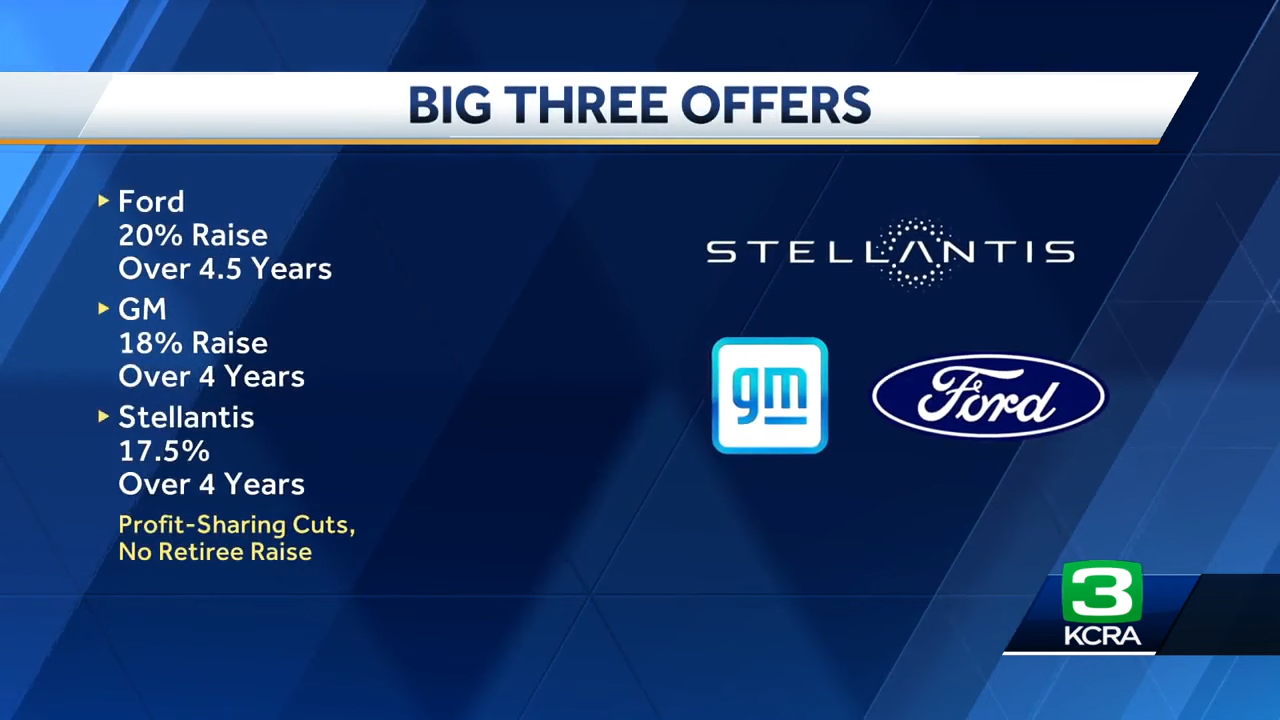 BIG THREE OFFERS
Ford
20% Raise
Over 4.5 Years
GM
18% Raise
Over 4 Years
Stellantis
17.5%
Over 4 Years
Profit-Sharing Cuts,
No Retiree Raise
STELLANTIS
gm
Ford
3
KCRA